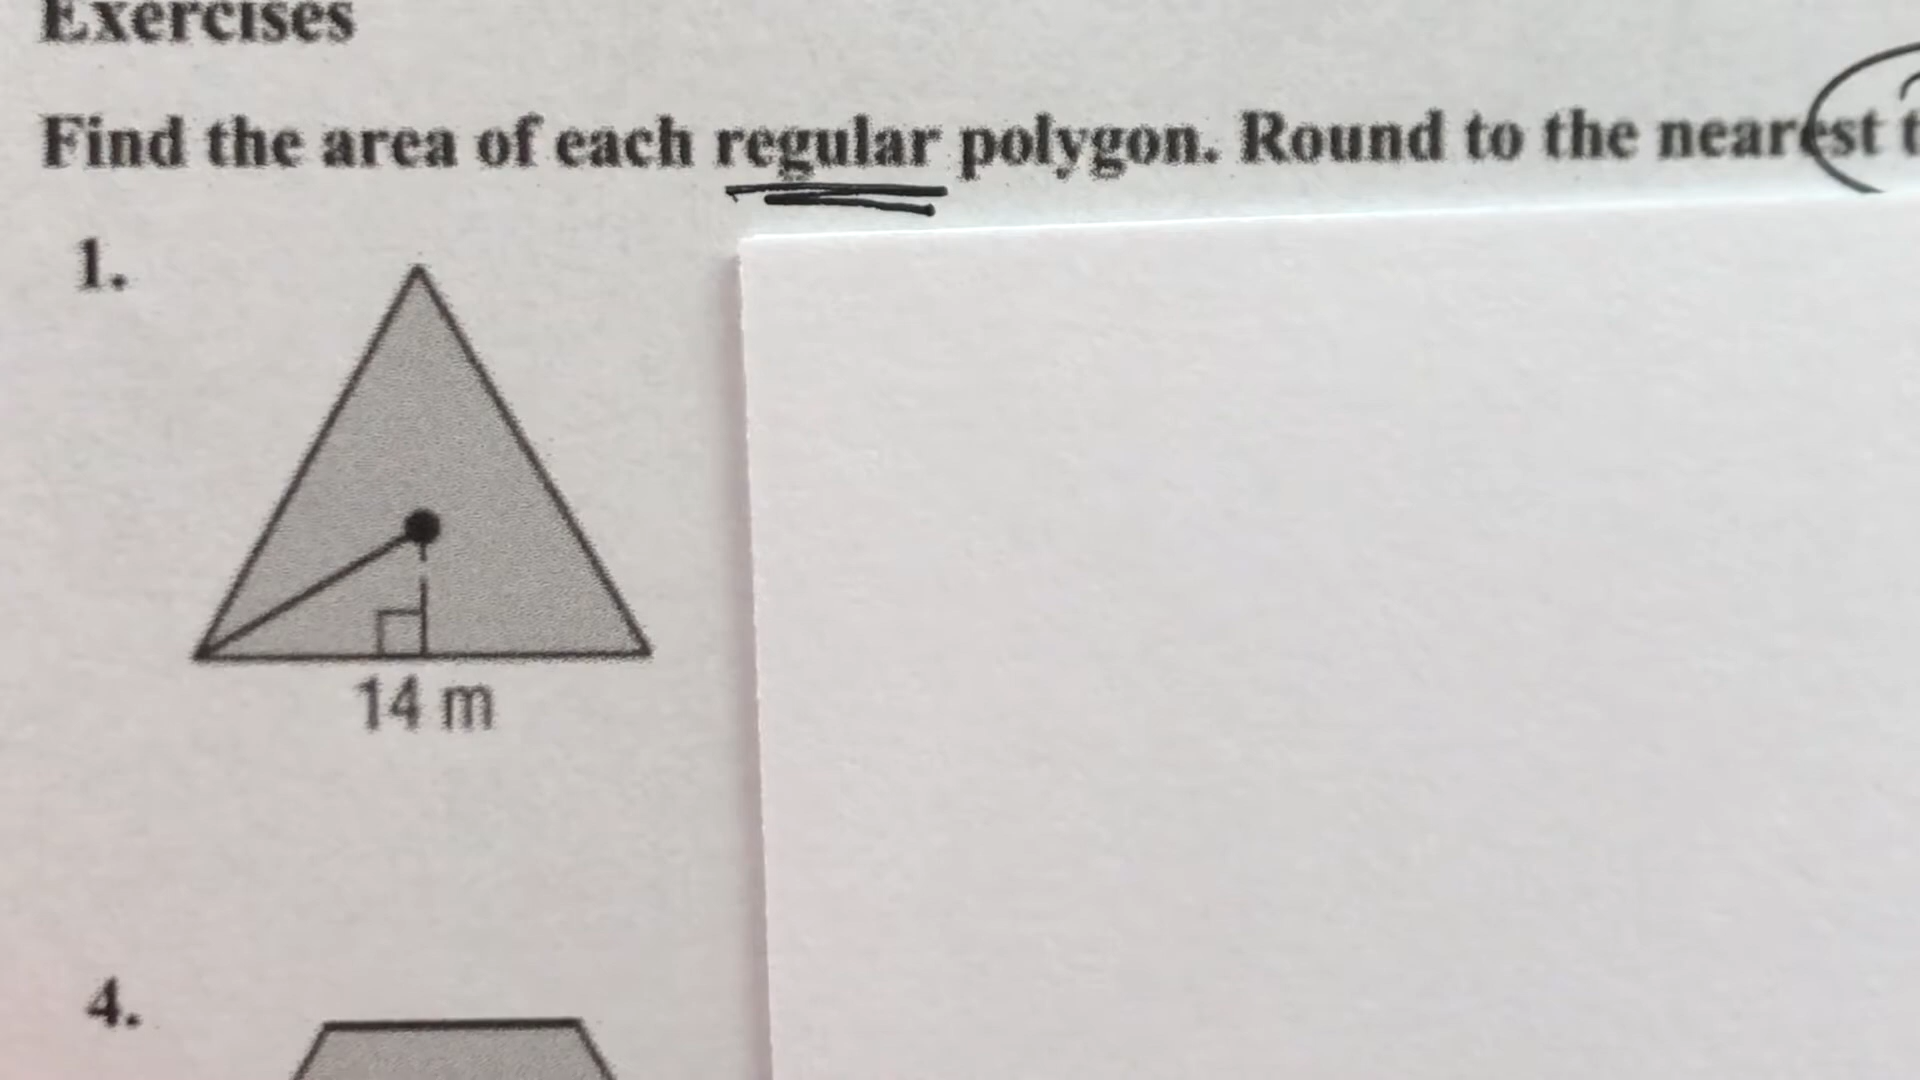 Exercises
Find the area of each regular polygon. Round to the nearest
1.
14 m
4.